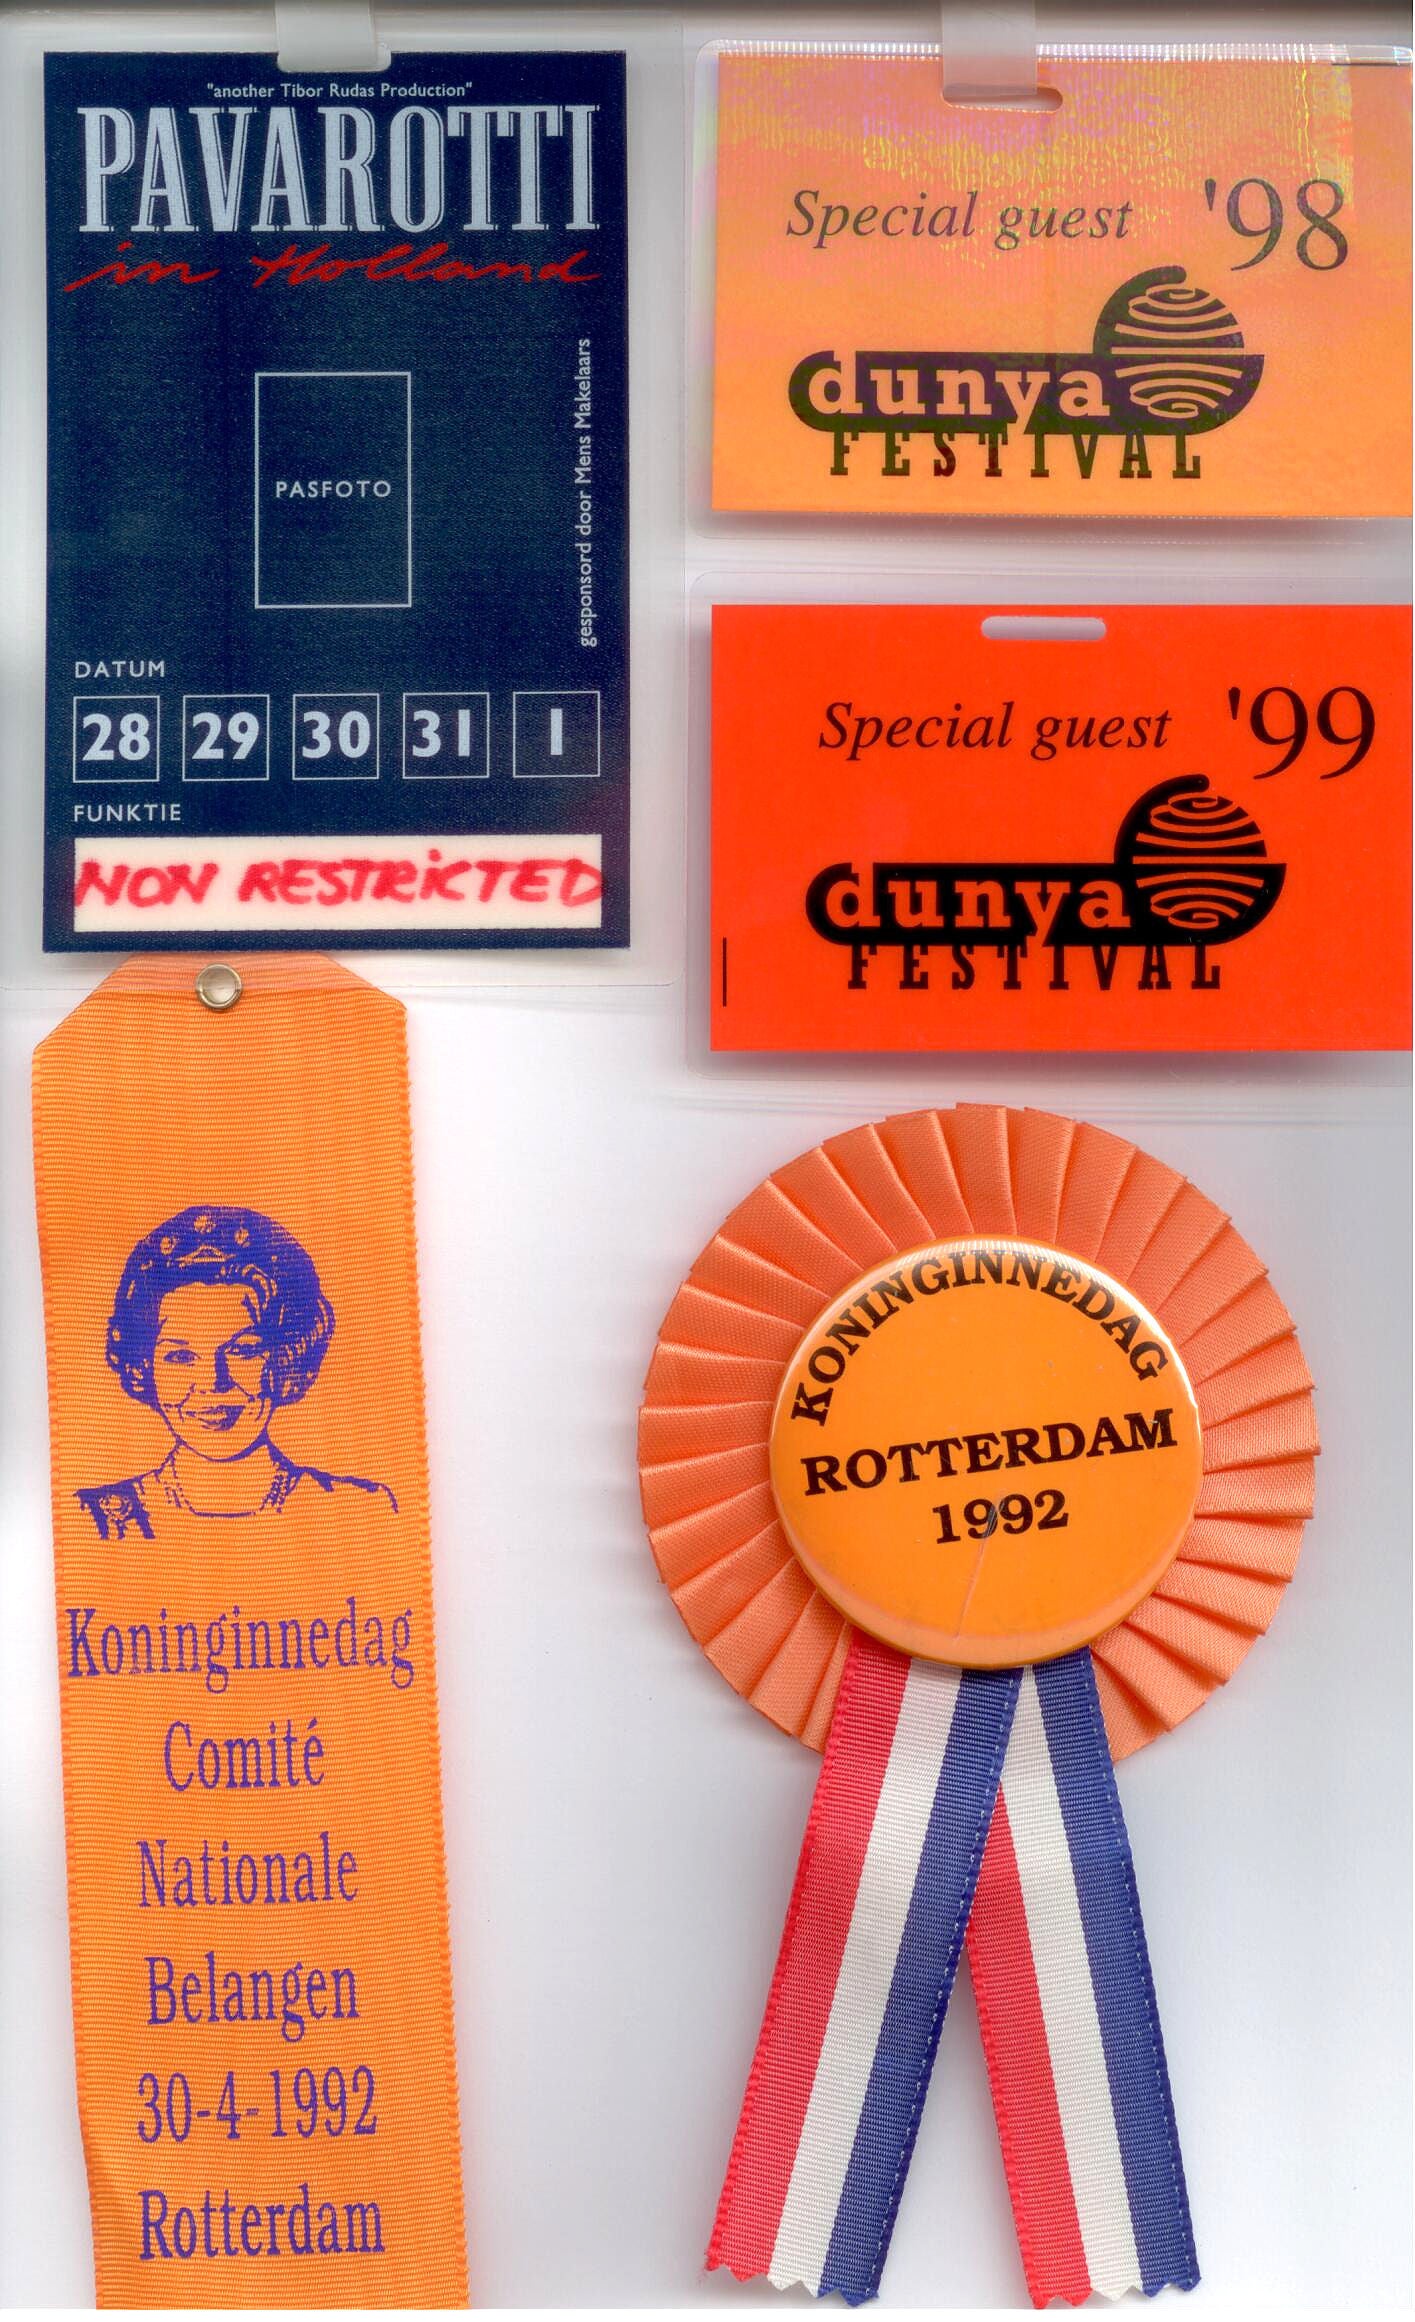 "another Tibor Rudas Production"
PAVAROTTI
in Holland
PASFOTO
gesponsord door Mens Makelaars
DATUM
28 29 30 31 1
FUNKTIE
NON RESTRiCTED
Special guest '98
dunya
FESTIVAL
Special guest '99
dunya
FESTIVAL
Koninginnedag
Comité
Nationale
Belangen
30-4-1992
Rotterdam
KONINGINNEDAG
ROTTERDAM
1992